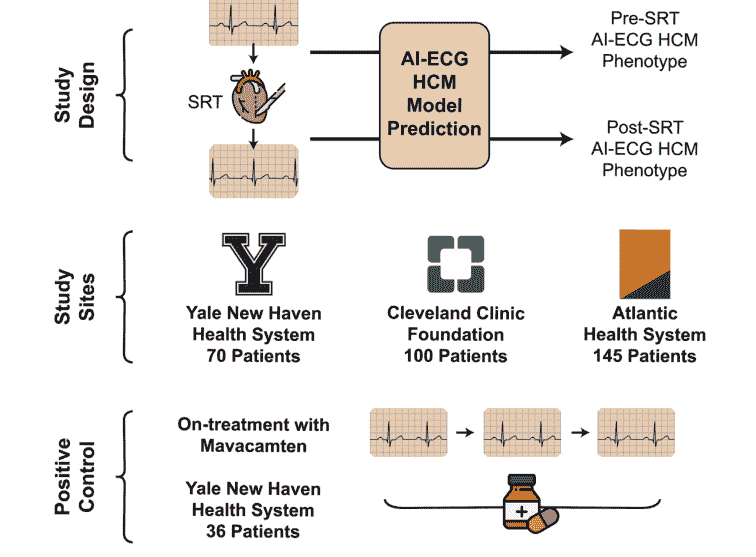 Study
Design
SRT
AI-ECG
HCM
Model
Prediction
Pre-SRT
AI-ECG HCM
Phenotype
Post-SRT
AI-ECG HCM
Phenotype
Study
Sites
Y
Yale New Haven
Health System
70 Patients
Cleveland Clinic
Foundation
100 Patients
Atlantic
Health System
145 Patients
Positive
Control
On-treatment with
Mavacamten
Yale New Haven
Health System
36 Patients